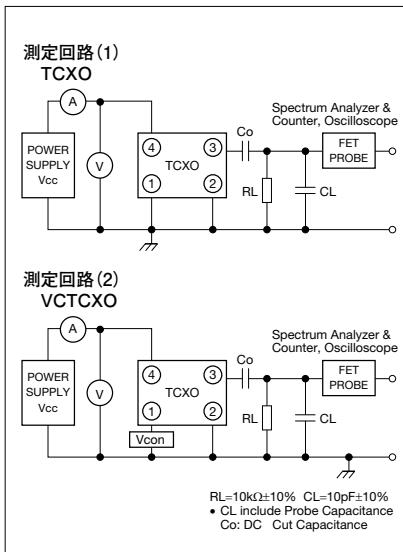 測定回路(1)
TCXO
A
POWER
SUPPLY
Vcc
V
4
3
TCXO
1
2
Co
RL
CL
Spectrum Analyzer &
Counter, Oscilloscope
FET
PROBE
測定回路(2)
VCTCXO
A
POWER
SUPPLY
Vcc
V
4
3
TCXO
1
2
Vcon
Co
RL
CL
Spectrum Analyzer &
Counter, Oscilloscope
FET
PROBE
RL=10kΩ±10% CL=10pF±10%
• CL include Probe Capacitance
Co: DC Cut Capacitance